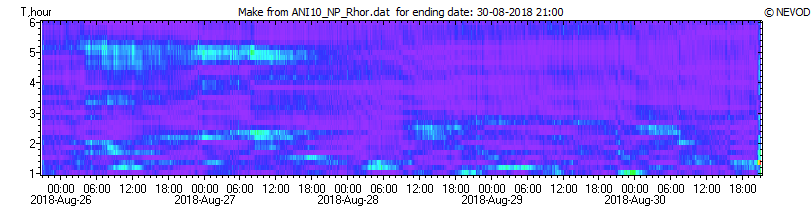 T,hour Make from ANI10_NP_Rhor.dat for ending date: 30-08-2018 21:00 © NEVOD
6
5
4
3
2
1
00:00 06:00 12:00 18:00 00:00 06:00 12:00 18:00 00:00 06:00 12:00 18:00 00:00 06:00 12:00 18:00 00:00 06:00 12:00 18:00
2018-Aug-26 2018-Aug-27 2018-Aug-28 2018-Aug-29 2018-Aug-30